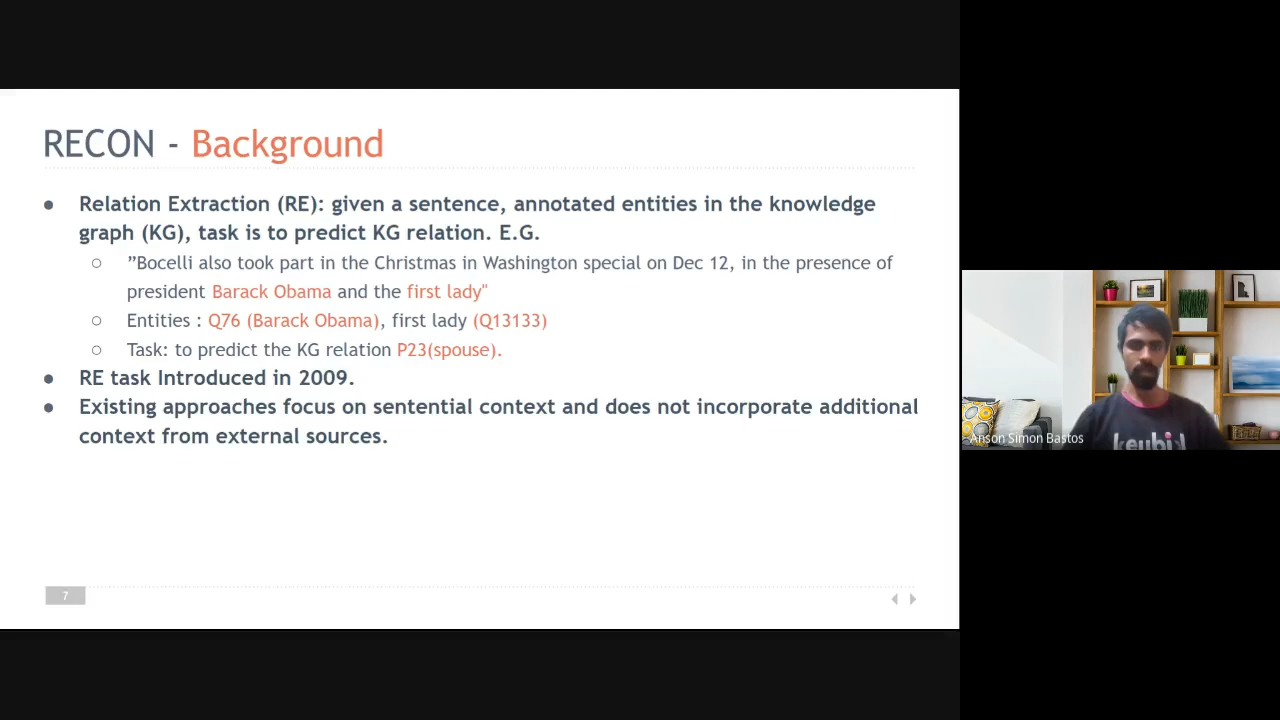 RECON - Background
● Relation Extraction (RE): given a sentence, annotated entities in the knowledge
graph (KG), task is to predict KG relation. E.G.
○ ”Bocelli also took part in the Christmas in Washington special on Dec 12, in the presence of
president Barack Obama and the first lady"
○ Entities : Q76 (Barack Obama), first lady (Q13133)
○ Task: to predict the KG relation P23(spouse).
● RE task Introduced in 2009.
● Existing approaches focus on sentential context and does not incorporate additional
context from external sources.
7
Anson Simon Bastos